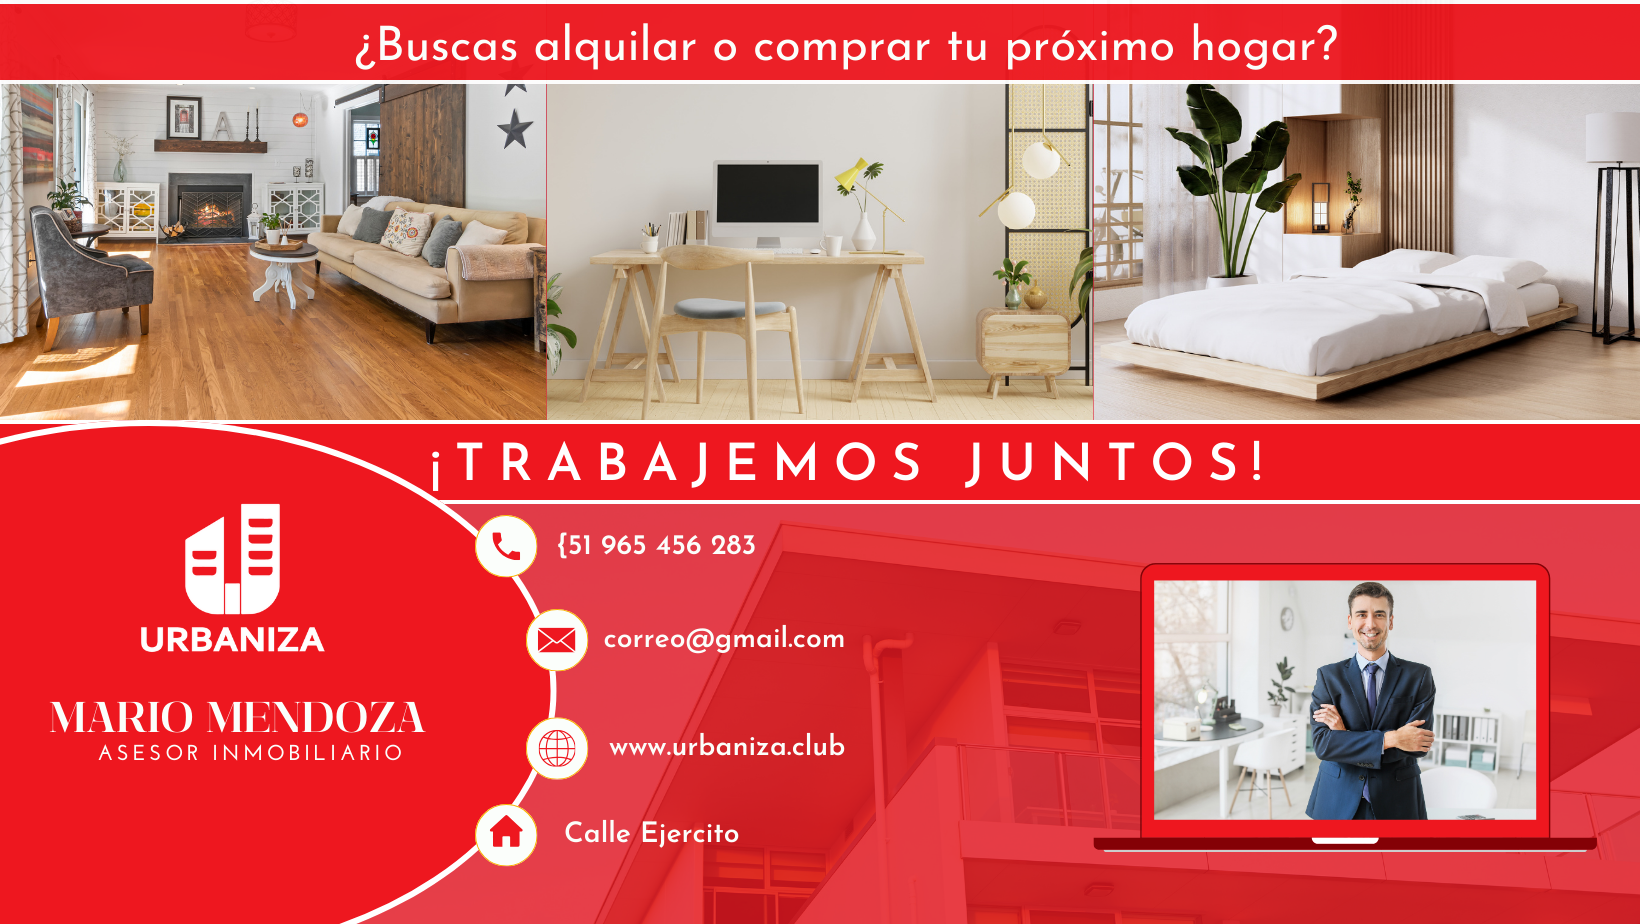 ¿Buscas alquilar o comprar tu próximo hogar?
¡TRABAJEMOS JUNTOS!
URBANIZA
MARIO MENDOZA
ASESOR INMOBILIARIO
{51 965 456 283
correo@gmail.com
www.urbaniza.club
Calle Ejercito